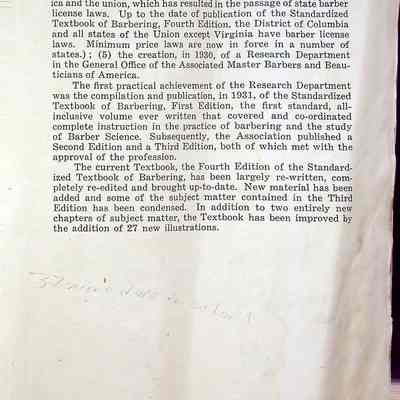 ica and the union, which has resulted in the passage of state barber
license laws. Up to the date of publication of the Standardized
Textbook of Barbering, Fourth Edition, the District of Columbia
and all states of the Union except Virginia have barber license
laws. Minimum price laws are now in force in a number of
states.) ; (5) the creation, in 1930, of a Research Department
in the General Office of the Associated Master Barbers and Beau-
ticians of America.
The first practical achievement of the Research Department
was the compilation and publication, in 1931, of the Standardized
Textbook of Barbering, First Edition, the first standard, all-
inclusive volume ever written that covered and co-ordinated
complete instruction in the practice of barbering and the study
of Barber Science. Subsequently, the Association published a
Second Edition and a Third Edition, both of which met with the
approval of the profession.
The current Textbook, the Fourth Edition of the Standard-
ized Textbook of Barbering, has been largely re-written, com-
pletely re-edited and brought up-to-date. New material has been
added and some of the subject matter contained in the Third
Edition has been condensed. In addition to two entirely new
chapters of subject matter, the Textbook has been improved by
the addition of 27 new illustrations.